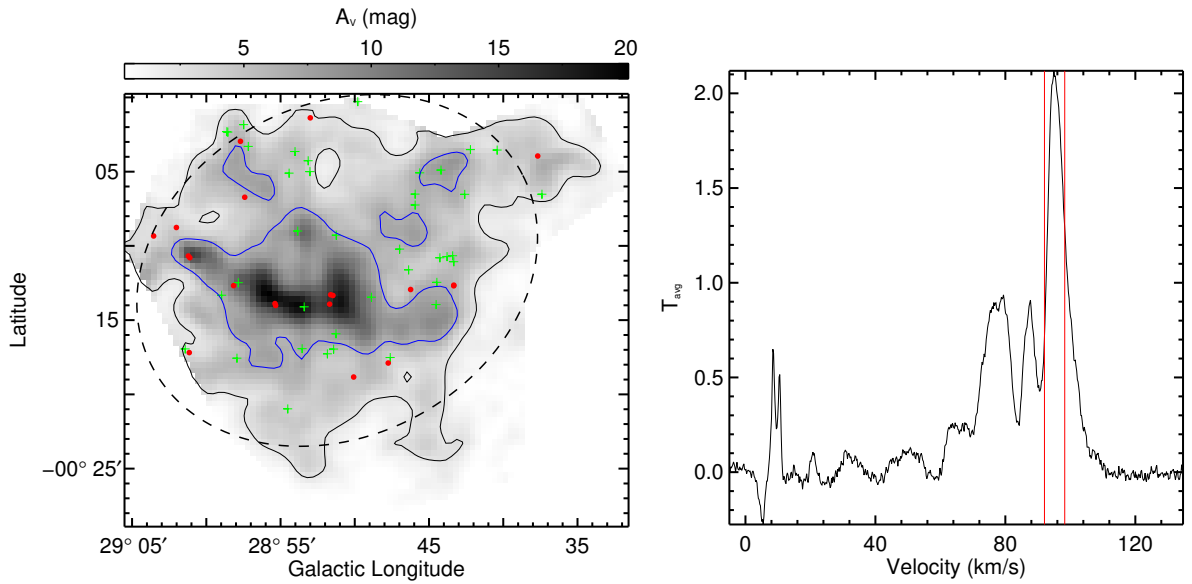 A_v (mag)
5 10 15 20
05
15
−00° 25′
Latitude
29° 05′ 28° 55′ 45 35
Galactic Longitude
2.0
1.5
1.0
0.5
0.0
T_avg
0 40 80 120
Velocity (km/s)